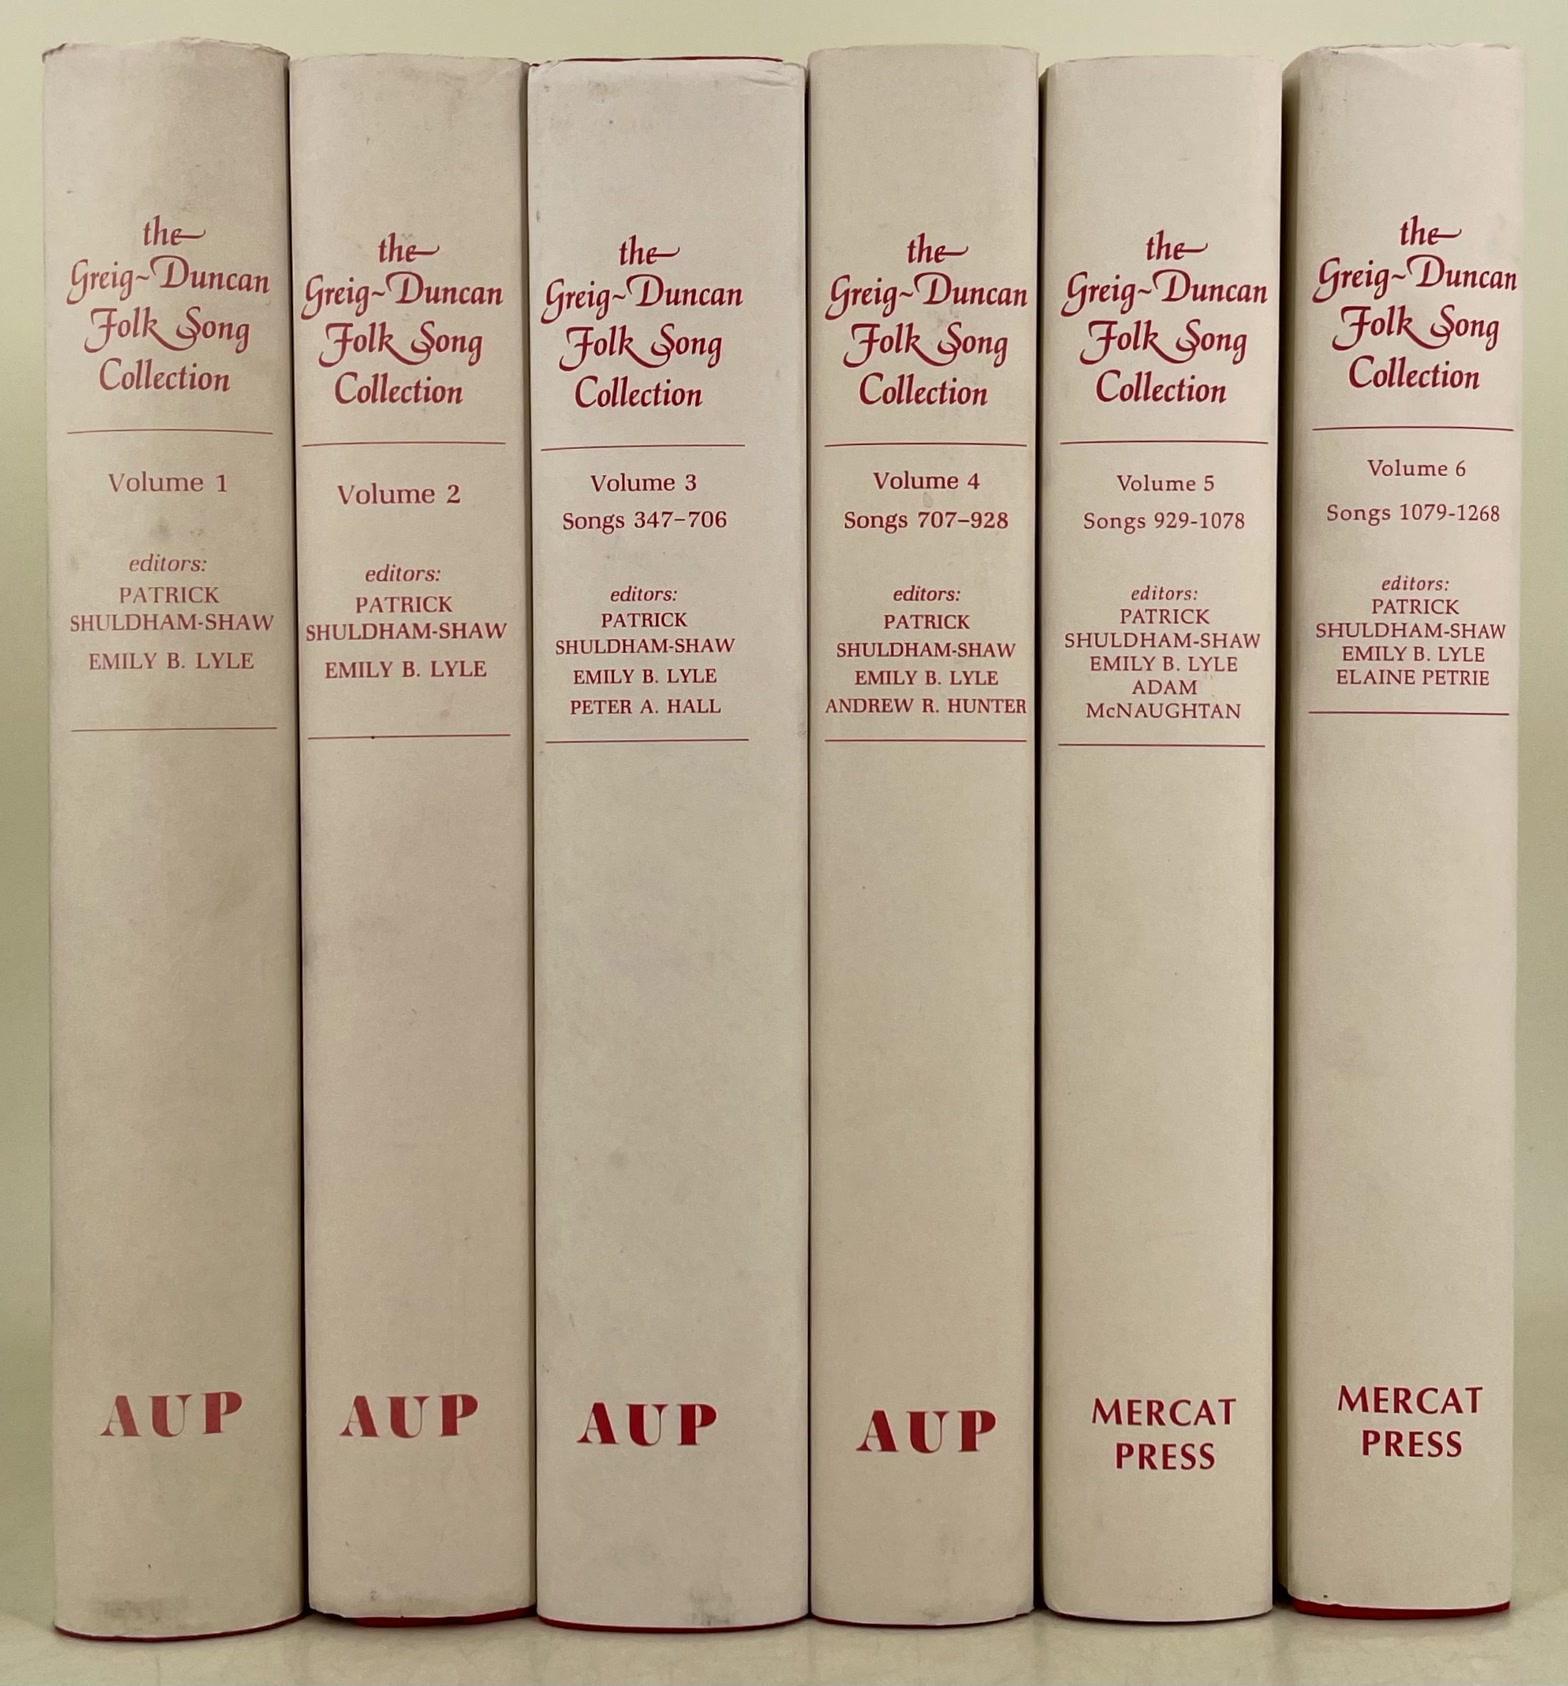 the
Greig~Duncan
Folk Song
Collection
Volume 1
editors:
PATRICK
SHULDHAM-SHAW
EMILY B. LYLE
AUP
the
Greig~Duncan
Folk Song
Collection
Volume 2
editors:
PATRICK
SHULDHAM-SHAW
EMILY B. LYLE
AUP
the
Greig~Duncan
Folk Song
Collection
Volume 3
Songs 347–706
editors:
PATRICK
SHULDHAM-SHAW
EMILY B. LYLE
PETER A. HALL
AUP
the
Greig~Duncan
Folk Song
Collection
Volume 4
Songs 707–928
editors:
PATRICK
SHULDHAM-SHAW
EMILY B. LYLE
ANDREW R. HUNTER
AUP
the
Greig~Duncan
Folk Song
Collection
Volume 5
Songs 929-1078
editors:
PATRICK
SHULDHAM-SHAW
EMILY B. LYLE
ADAM
McNAUGHTAN
MERCAT
PRESS
the
Greig~Duncan
Folk Song
Collection
Volume 6
Songs 1079-1268
editors:
PATRICK
SHULDHAM-SHAW
EMILY B. LYLE
ELAINE PETRIE
MERCAT
PRESS